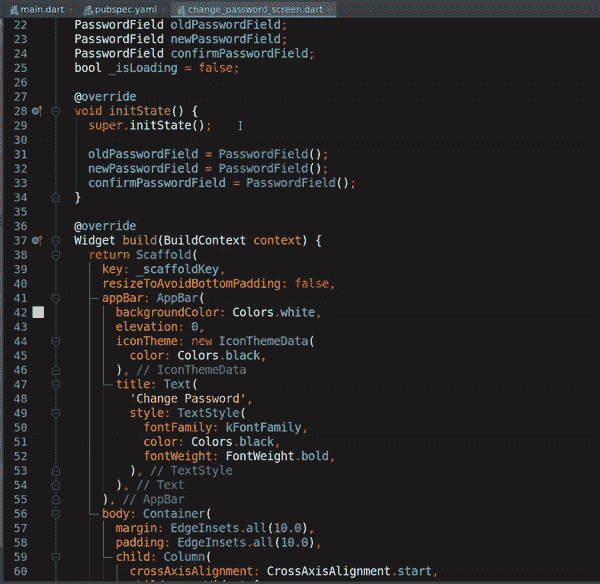 main.dart × pubspec.yaml × change_password_screen.dart ×
22 PasswordField oldPasswordField;
23 PasswordField newPasswordField;
24 PasswordField confirmPasswordField;
25 bool _isLoading = false;
26
27 @override
28 void initState() {
29 super.initState();
30
31 oldPasswordField = PasswordField();
32 newPasswordField = PasswordField();
33 confirmPasswordField = PasswordField();
34 }
35
36 @override
37 Widget build(BuildContext context) {
38 return Scaffold(
39 key: _scaffoldKey,
40 resizeToAvoidBottomPadding: false,
41 appBar: AppBar(
42 backgroundColor: Colors.white,
43 elevation: 0,
44 iconTheme: new IconThemeData(
45 color: Colors.black,
46 ), // IconThemeData
47 title: Text(
48 'Change Password',
49 style: TextStyle(
50 fontFamily: kFontFamily,
51 color: Colors.black,
52 fontWeight: FontWeight.bold,
53 ), // TextStyle
54 ), // Text
55 ), // AppBar
56 body: Container(
57 margin: EdgeInsets.all(10.0),
58 padding: EdgeInsets.all(10.0),
59 child: Column(
60 crossAxisAlignment: CrossAxisAlignment.start,